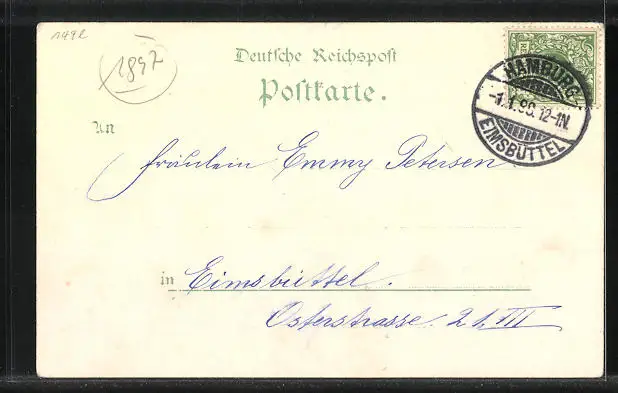 1492
1897
Deutsche Reichspost
Postkarte.
HAMBURG
-1.1.98.12-1N.
EIMSBÜTTEL
An
Fräulein Emmy Petersen
in Eimsbüttel.
Osterstrasse 21. III